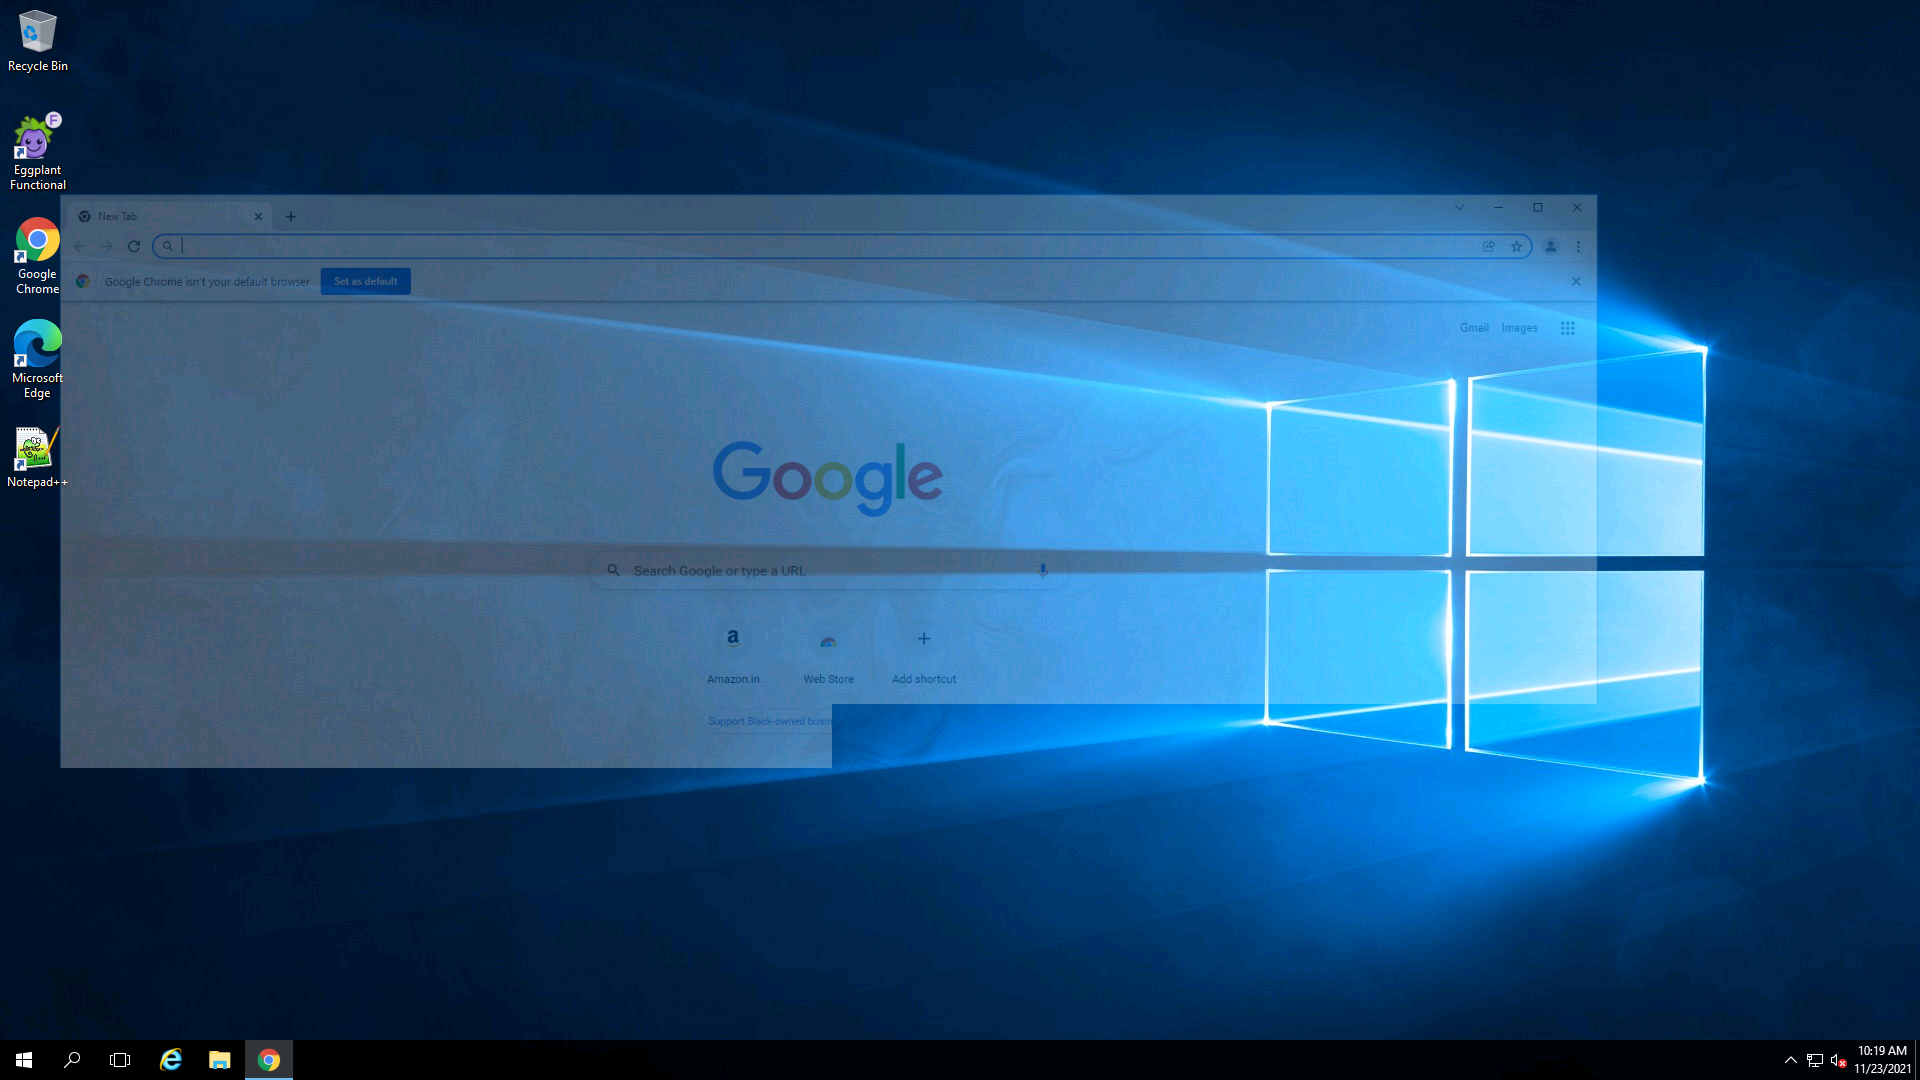 Recycle Bin
Eggplant
Functional
F
Google
Chrome
Microsoft
Edge
Notepad++
New Tab
Google Chrome isn't your default browser
Set as default
Gmail
Images
Google
Search Google or type a URL
a
Amazon.in
Web Store
Add shortcut
Support Black-owned
10:19 AM
11/23/2021